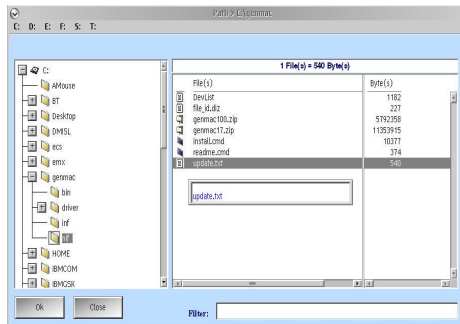 Path > C:\genmac
C: D: E: F: S: T:
C:
AMouse
BT
Desktop
DMISL
ecs
emx
genmac
bin
driver
inf
HOME
IBMCOM
IBMGSK
1 File(s) = 540 Byte(s)
File(s) Byte(s)
DevList 1182
file_id.diz 227
genmac100.zip 5792358
genmac17.zip 11353915
install.cmd 10377
readme.cmd 374
update.txt 540
update.txt
Ok Close Filter: